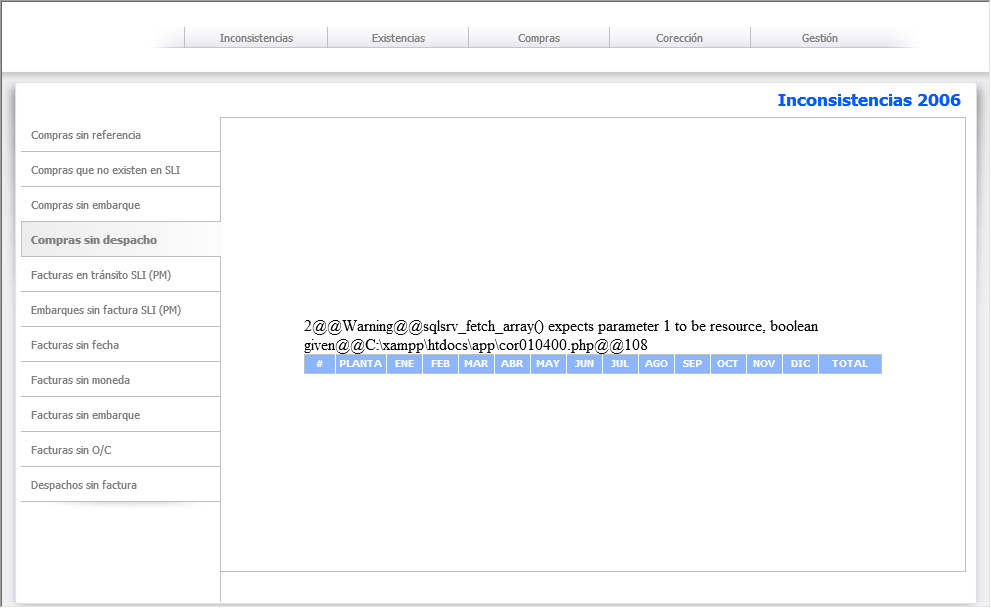 Inconsistencias Existencias Compras Corección Gestión
Inconsistencias 2006
Compras sin referencia
Compras que no existen en SLI
Compras sin embarque
Compras sin despacho
Facturas en tránsito SLI (PM)
Embarques sin factura SLI (PM)
Facturas sin fecha
Facturas sin moneda
Facturas sin embarque
Facturas sin O/C
Despachos sin factura
2@@Warning@@sqlsrv_fetch_array() expects parameter 1 to be resource, boolean
given@@C:\xampp\htdocs\app\cor010400.php@@108
# PLANTA ENE FEB MAR ABR MAY JUN JUL AGO SEP OCT NOV DIC TOTAL